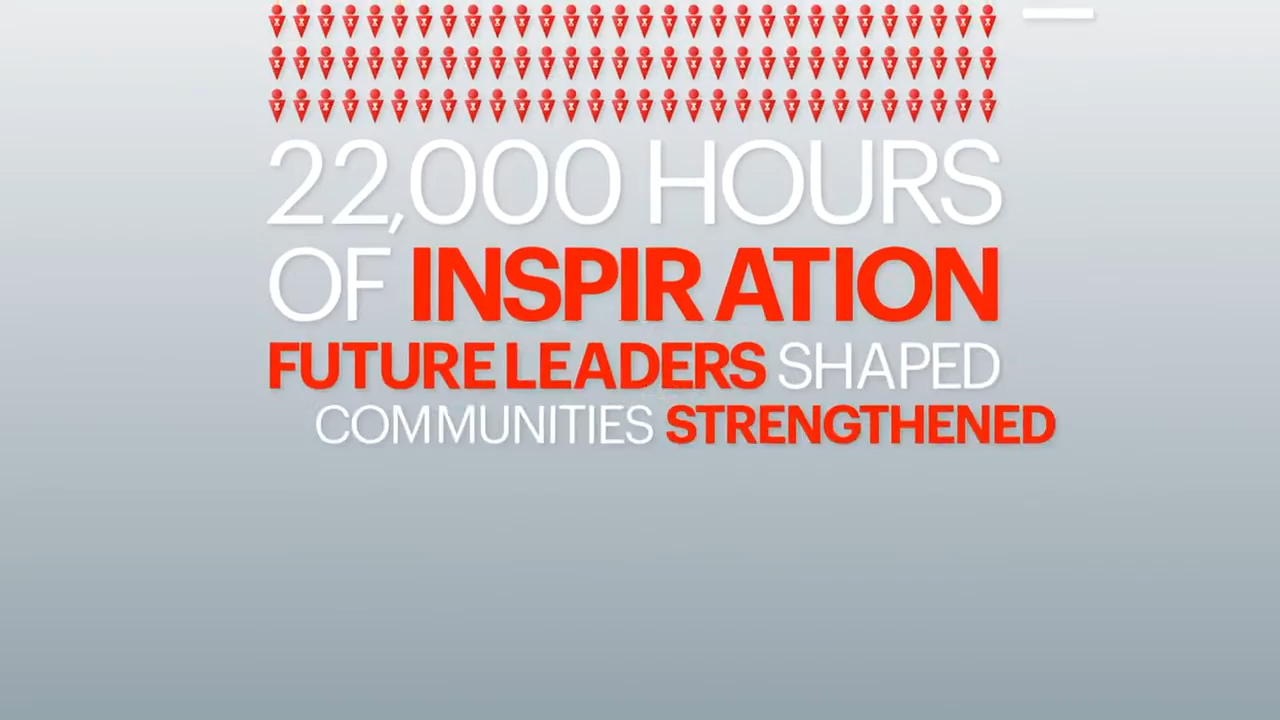 22,000 HOURS
OF INSPIRATION
FUTURE LEADERS SHAPED
COMMUNITIES STRENGTHENED